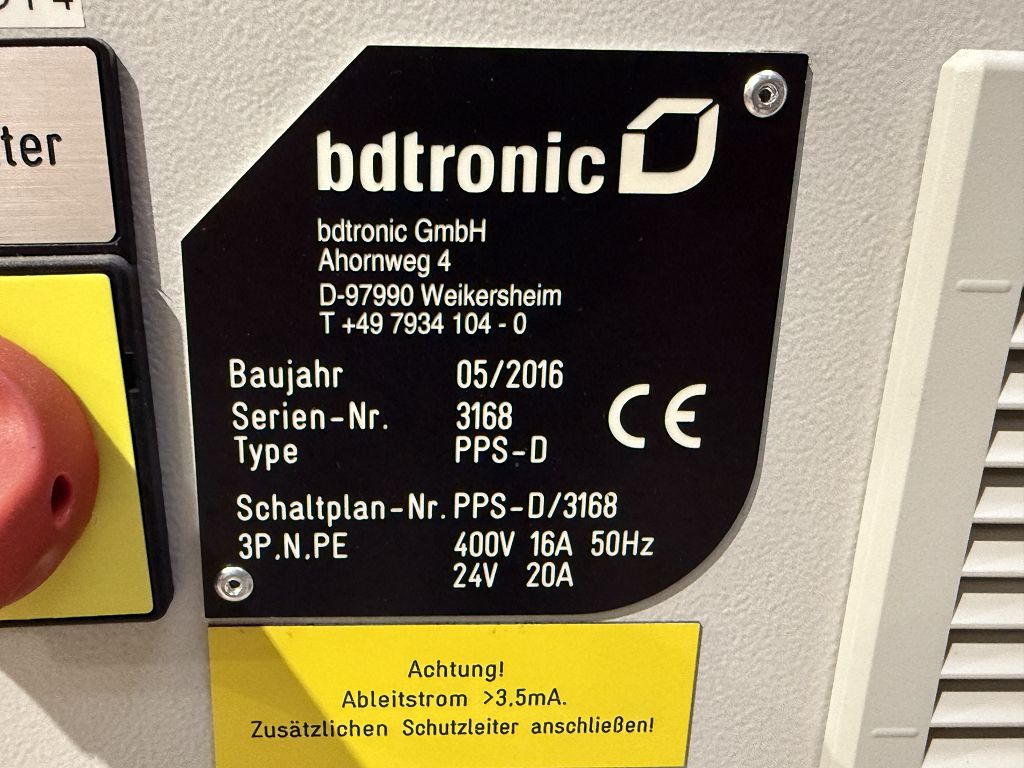 ter
bdtronic
bdtronic GmbH
Ahornweg 4
D-97990 Weikersheim
T +49 7934 104 - 0
Baujahr 05/2016
Serien-Nr. 3168
Type PPS-D
CE
Schaltplan-Nr. PPS-D/3168
3P.N.PE 400V 16A 50Hz
24V 20A
Achtung!
Ableitstrom >3.5mA.
Zusätzlichen Schutzleiter anschließen!